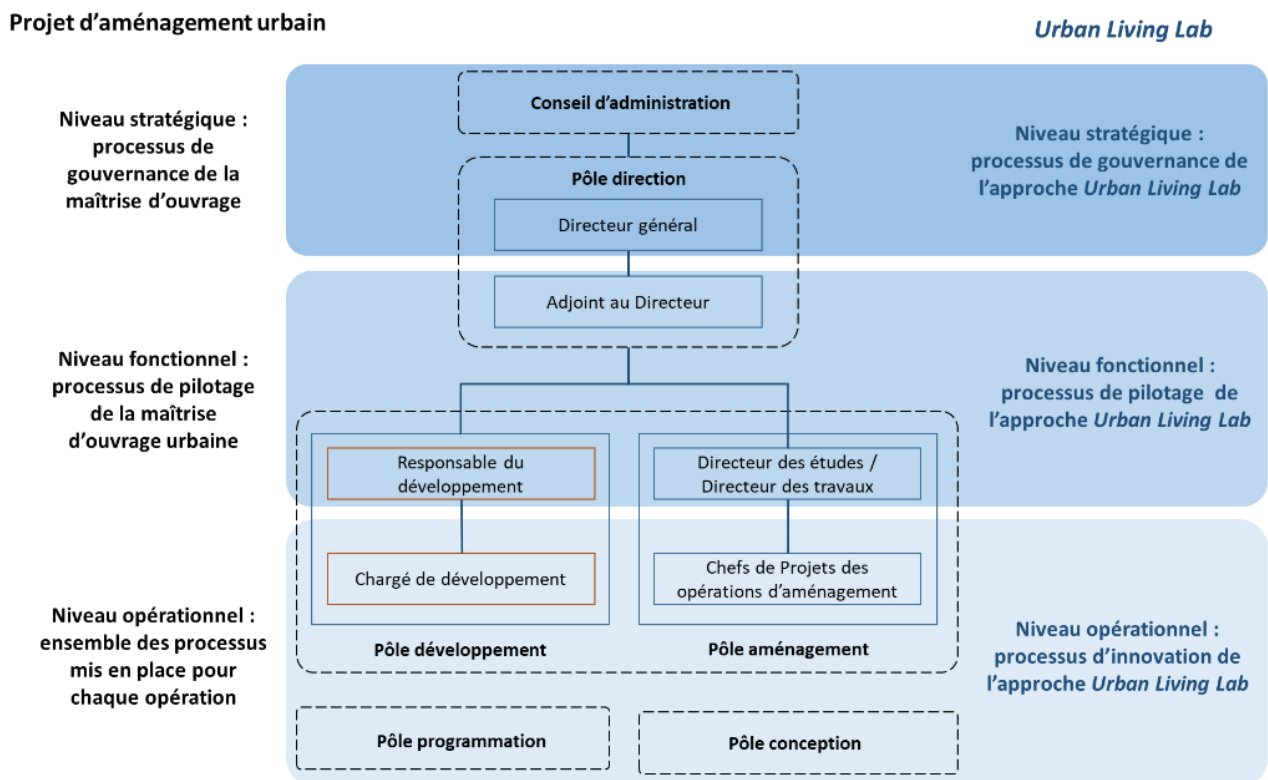 Projet d’aménagement urbain
Urban Living Lab
Niveau stratégique :
processus de
gouvernance de la
maîtrise d’ouvrage
Conseil d’administration
Pôle direction
Directeur général
Niveau stratégique :
processus de gouvernance de
l’approche Urban Living Lab
Adjoint au Directeur
Niveau fonctionnel :
processus de pilotage
de la maîtrise
d’ouvrage urbaine
Niveau fonctionnel :
processus de pilotage de
l’approche Urban Living Lab
Responsable du
développement
Directeur des études /
Directeur des travaux
Chargé de développement
Chefs de Projets des
opérations d’aménagement
Pôle développement
Pôle aménagement
Niveau opérationnel :
ensemble des processus
mis en place pour
chaque opération
Niveau opérationnel :
processus d’innovation de
l’approche Urban Living Lab
Pôle programmation
Pôle conception